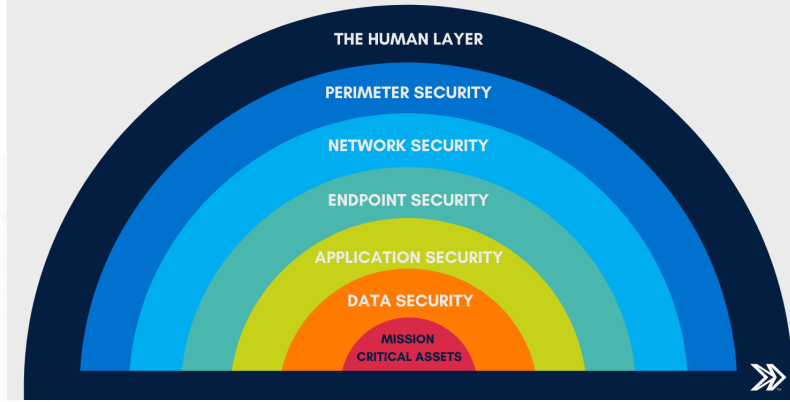 THE HUMAN LAYER
PERIMETER SECURITY
NETWORK SECURITY
ENDPOINT SECURITY
APPLICATION SECURITY
DATA SECURITY
MISSION
CRITICAL ASSETS